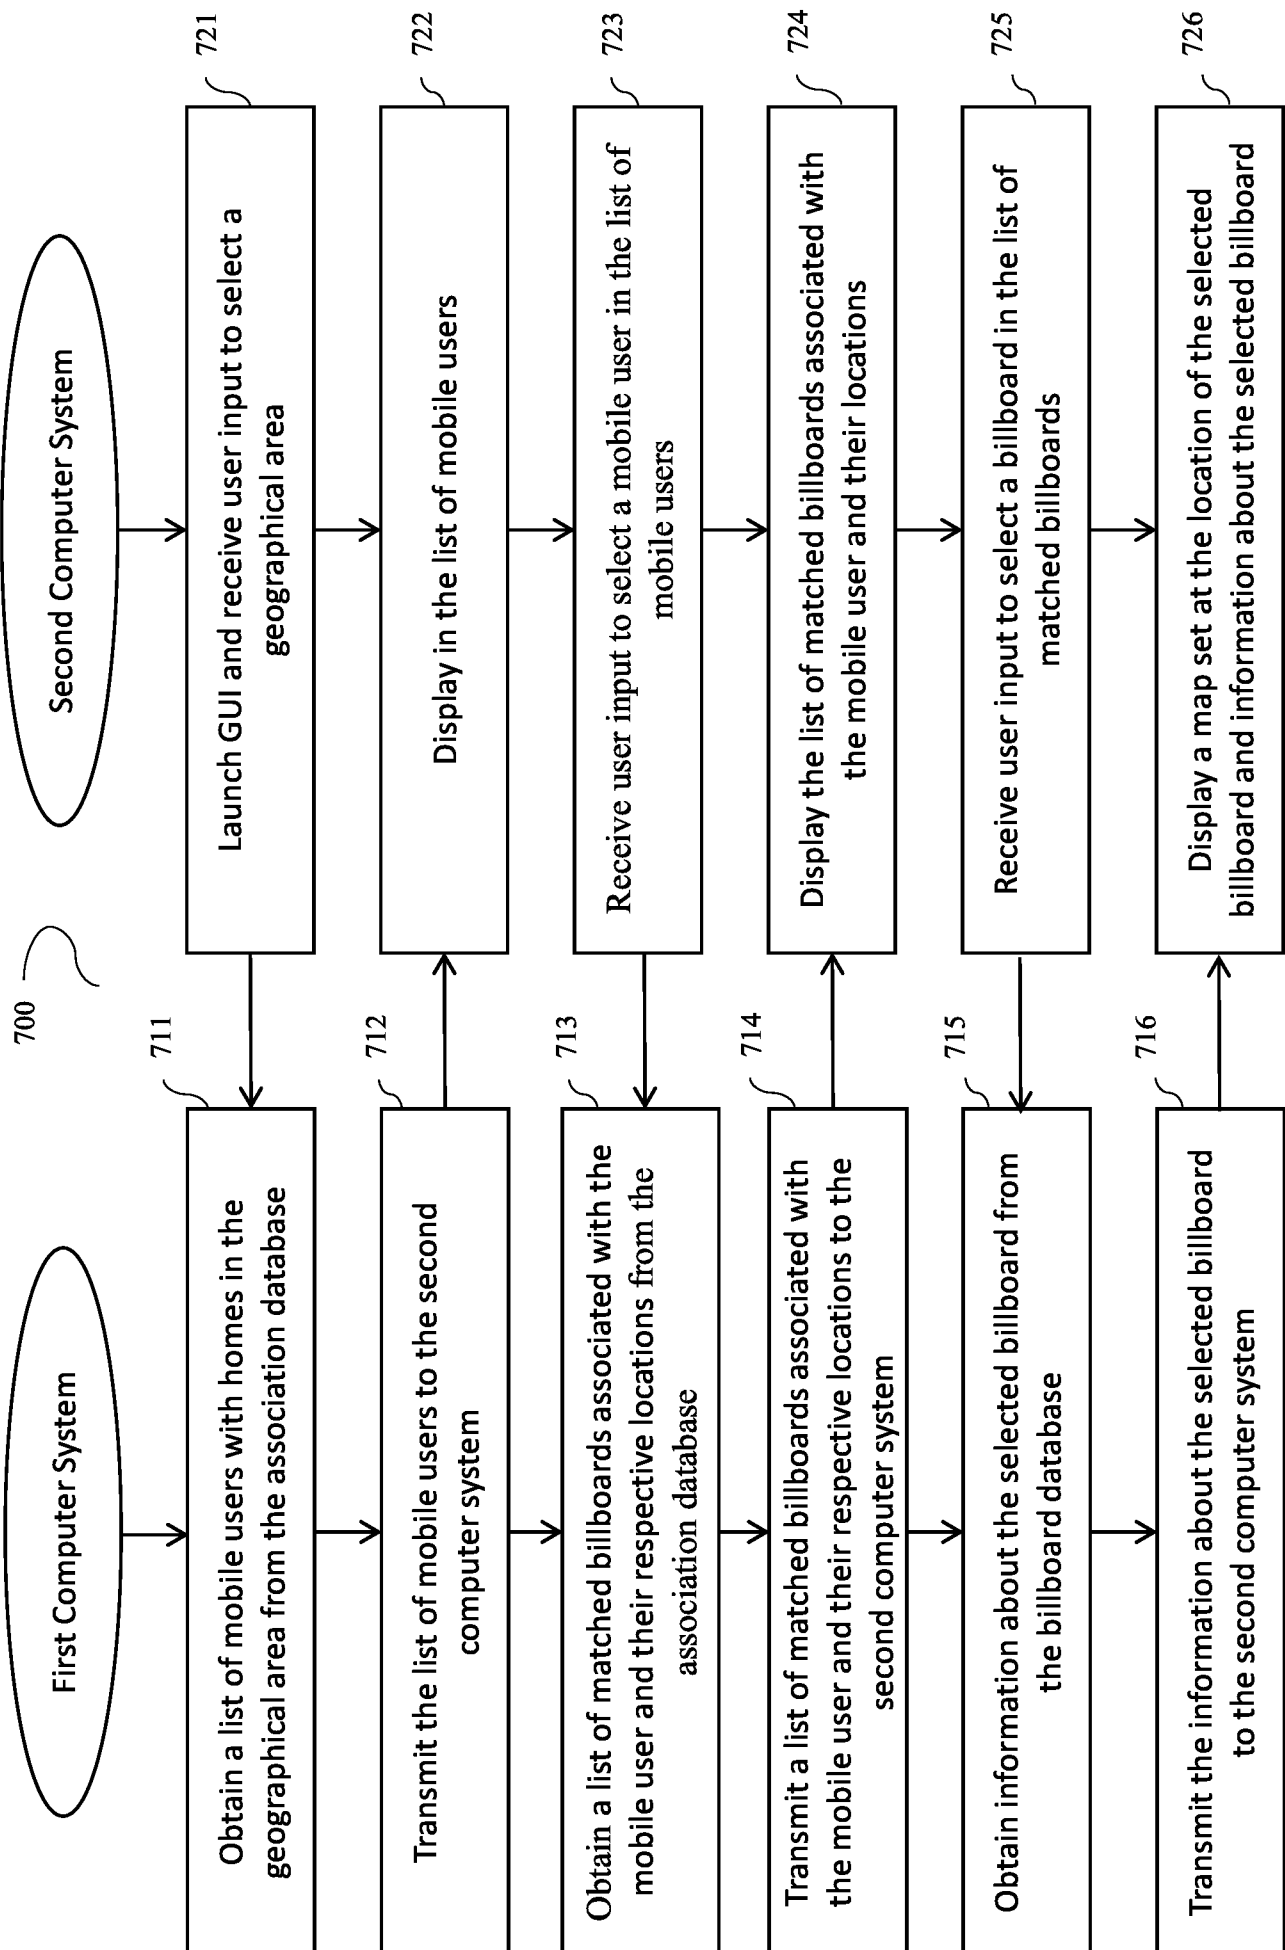 700
First Computer System
711
Obtain a list of mobile users with homes in the
geographical area from the association database
712
Transmit the list of mobile users to the second
computer system
713
Obtain a list of matched billboards associated with the
mobile user and their respective locations from the
association database
714
Transmit a list of matched billboards associated with
the mobile user and their respective locations to the
second computer system
715
Obtain information about the selected billboard from
the billboard database
716
Transmit the information about the selected billboard
to the second computer system
Second Computer System
721
Launch GUI and receive user input to select a
geographical area
722
Display in the list of mobile users
723
Receive user input to select a mobile user in the list of
mobile users
724
Display the list of matched billboards associated with
the mobile user and their locations
725
Receive user input to select a billboard in the list of
matched billboards
726
Display a map set at the location of the selected
billboard and information about the selected billboard